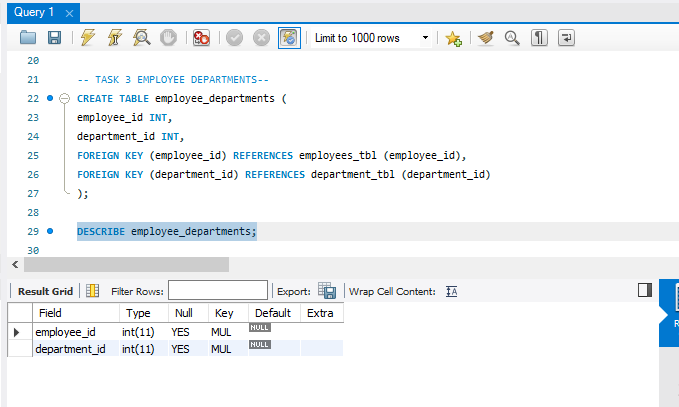 Query 1
Limit to 1000 rows
20
21 -- TASK 3 EMPLOYEE DEPARTMENTS--
22 CREATE TABLE employee_departments (
23 employee_id INT,
24 department_id INT,
25 FOREIGN KEY (employee_id) REFERENCES employees_tbl (employee_id),
26 FOREIGN KEY (department_id) REFERENCES department_tbl (department_id)
27 );
28
29 DESCRIBE employee_departments;
30
Result Grid Filter Rows: Export: Wrap Cell Content:
Field Type Null Key Default Extra
employee_id int(11) YES MUL NULL
department_id int(11) YES MUL NULL